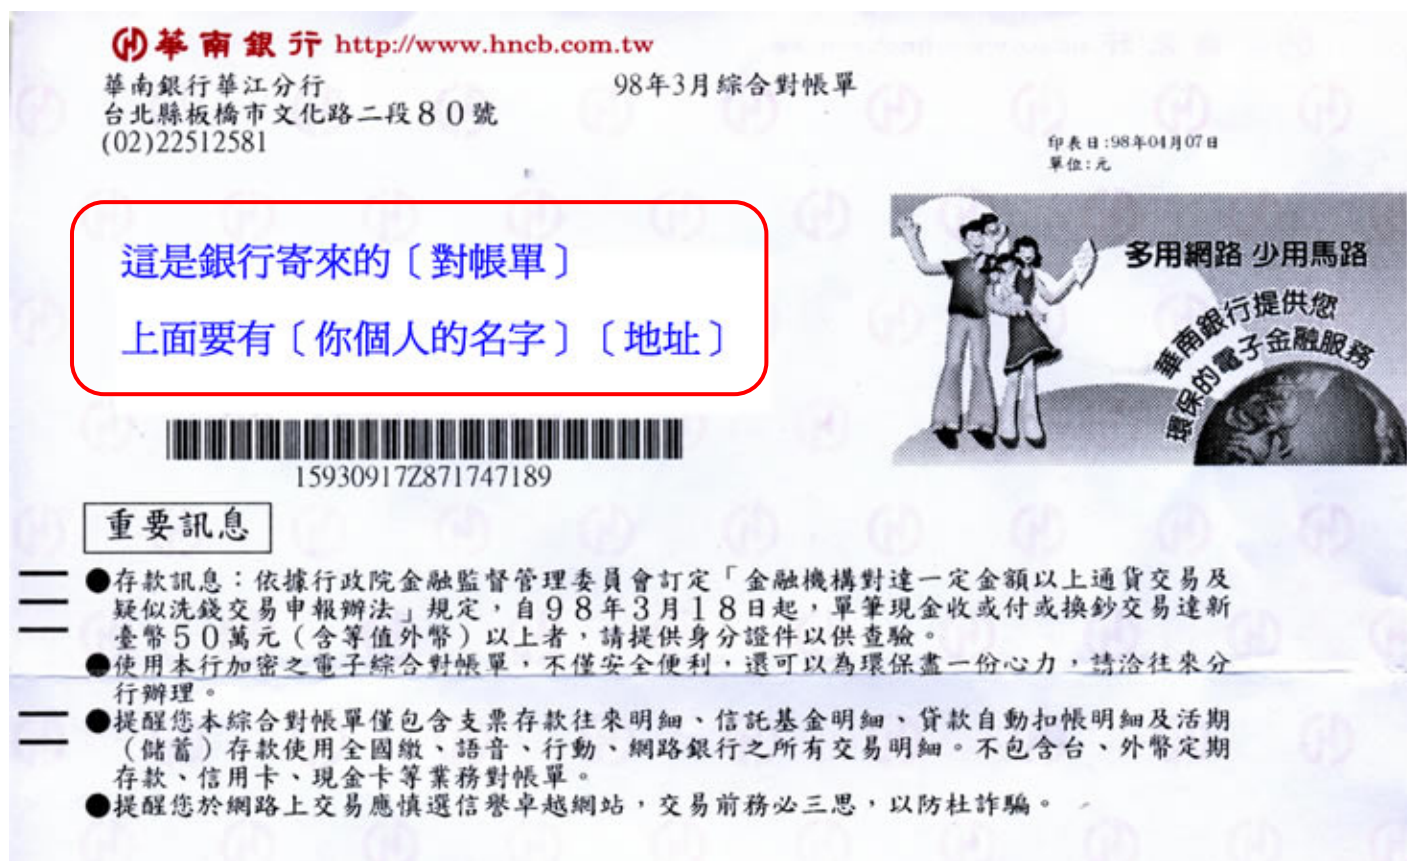 華南銀行 http://www.hncb.com.tw
華南銀行華江分行
98年3月綜合對帳單
台北縣板橋市文化路二段80號
(02)22512581
印表日:98年04月07日
單位:元
這是銀行寄來的〔對帳單〕
上面要有〔你個人的名字〕〔地址〕
多用網路 少用馬路
華南銀行提供您
環保的電子金融服務
15930917Z871747189
重要訊息
●存款訊息：依據行政院金融監督管理委員會訂定「金融機構對達一定金額以上通貨交易及
疑似洗錢交易申報辦法」規定，自98年3月18日起，單筆現金收或付或換鈔交易達新
臺幣50萬元（含等值外幣）以上者，請提供身分證件以供查驗。
●使用本行加密之電子綜合對帳單，不僅安全便利，還可以為環保盡一份心力，請洽往來分
行辦理。
●提醒您本綜合對帳單僅包含支票存款往來明細、信託基金明細、貸款自動扣帳明細及活期
（儲蓄）存款使用全國繳、語音、行動、網路銀行之所有交易明細。不包含台、外幣定期
存款、信用卡、現金卡等業務對帳單。
●提醒您於網路上交易應慎選信譽卓越網站，交易前務必三思，以防杜詐騙。